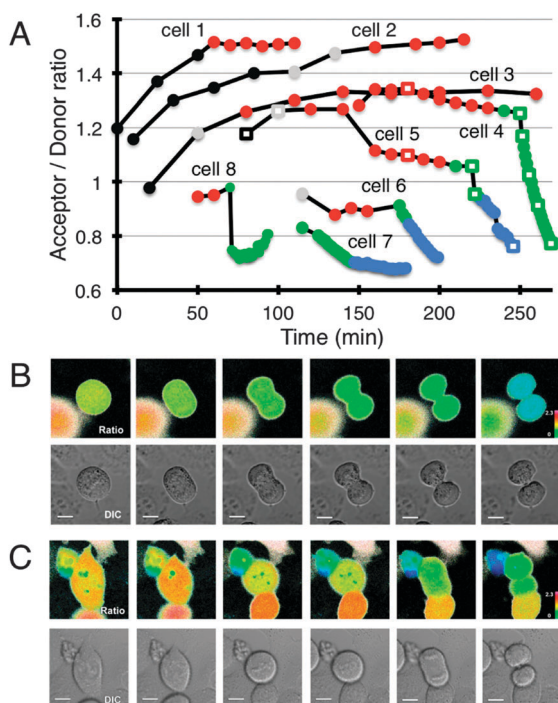 A
Acceptor / Donor ratio
1.6
1.4
1.2
1
0.8
0.6
cell 1
cell 2
cell 3
cell 4
cell 5
cell 6
cell 7
cell 8
0 50 100 150 200 250
Time (min)
B
Ratio
2.3
0
DIC
C
Ratio
2.3
0
DIC